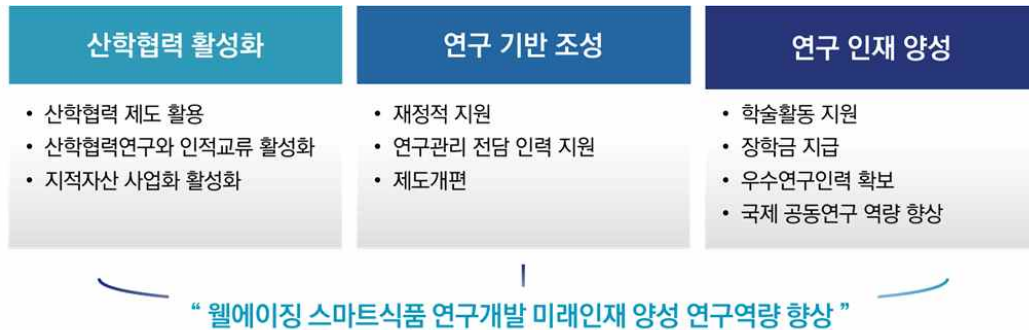 산학협력 활성화
• 산학협력 제도 활용
• 산학협력연구와 인적교류 활성화
• 지적자산 사업화 활성화
연구 기반 조성
• 재정적 지원
• 연구관리 전담 인력 지원
• 제도개편
연구 인재 양성
• 학술활동 지원
• 장학금 지급
• 우수연구인력 확보
• 국제 공동연구 역량 향상
“ 웰에이징 스마트식품 연구개발 미래인재 양성 연구역량 향상 ”